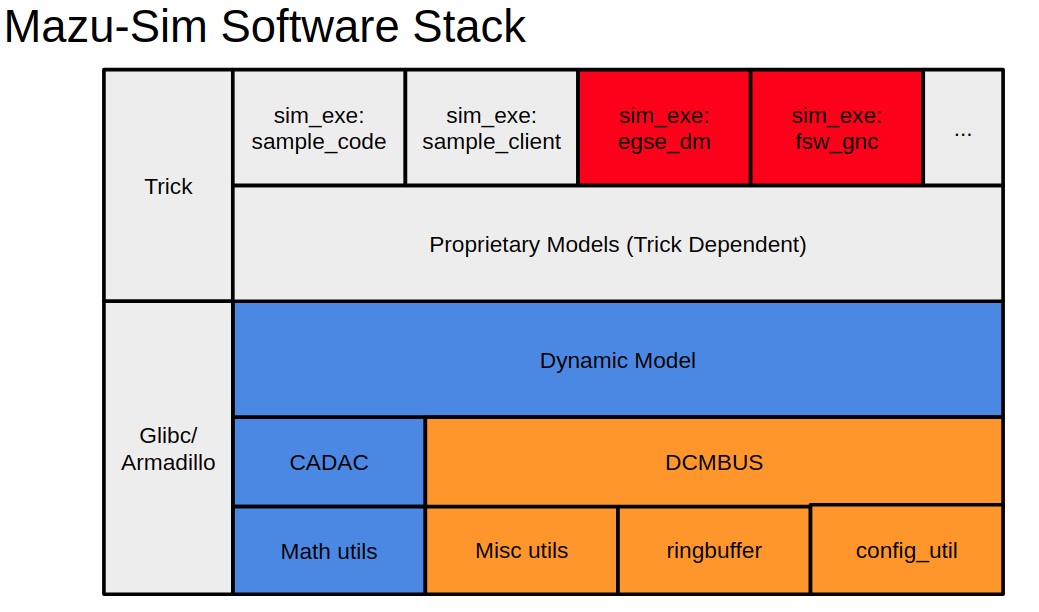 Mazu-Sim Software Stack
Trick
sim_exe:
sample_code
sim_exe:
sample_client
sim_exe:
egse_dm
sim_exe:
fsw_gnc
...
Proprietary Models (Trick Dependent)
Glibc/
Armadillo
Dynamic Model
CADAC
DCMBUS
Math utils
Misc utils
ringbuffer
config_util